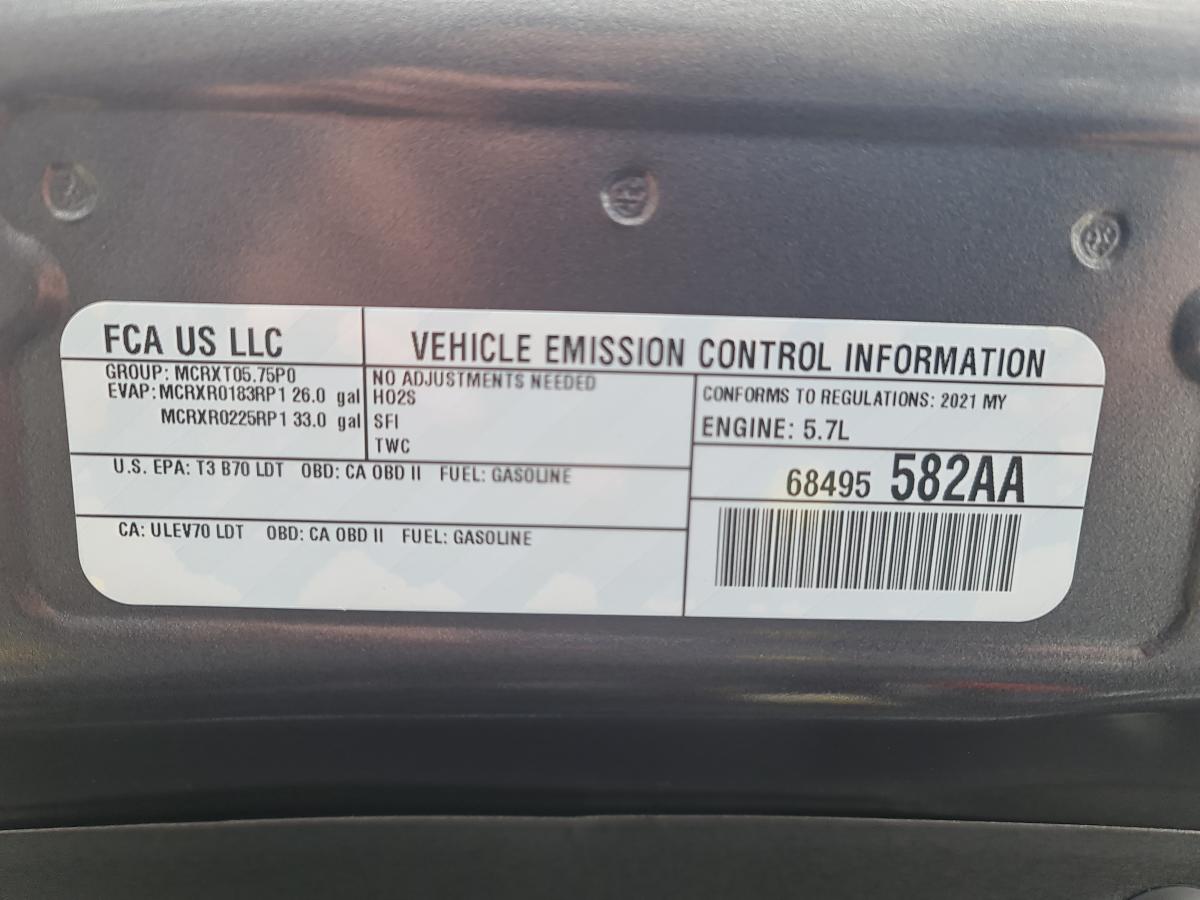 FCA US LLC
VEHICLE EMISSION CONTROL INFORMATION
GROUP: MCRXT05.75P0
EVAP: MCRXR0183RP1 26.0 gal
MCRXR0225RP1 33.0 gal
NO ADJUSTMENTS NEEDED
HO2S
SFI
TWC
CONFORMS TO REGULATIONS: 2021 MY
ENGINE: 5.7L
U.S. EPA: T3 B70 LDT OBD: CA OBD II FUEL: GASOLINE
68495 582AA
CA: ULEV70 LDT OBD: CA OBD II FUEL: GASOLINE